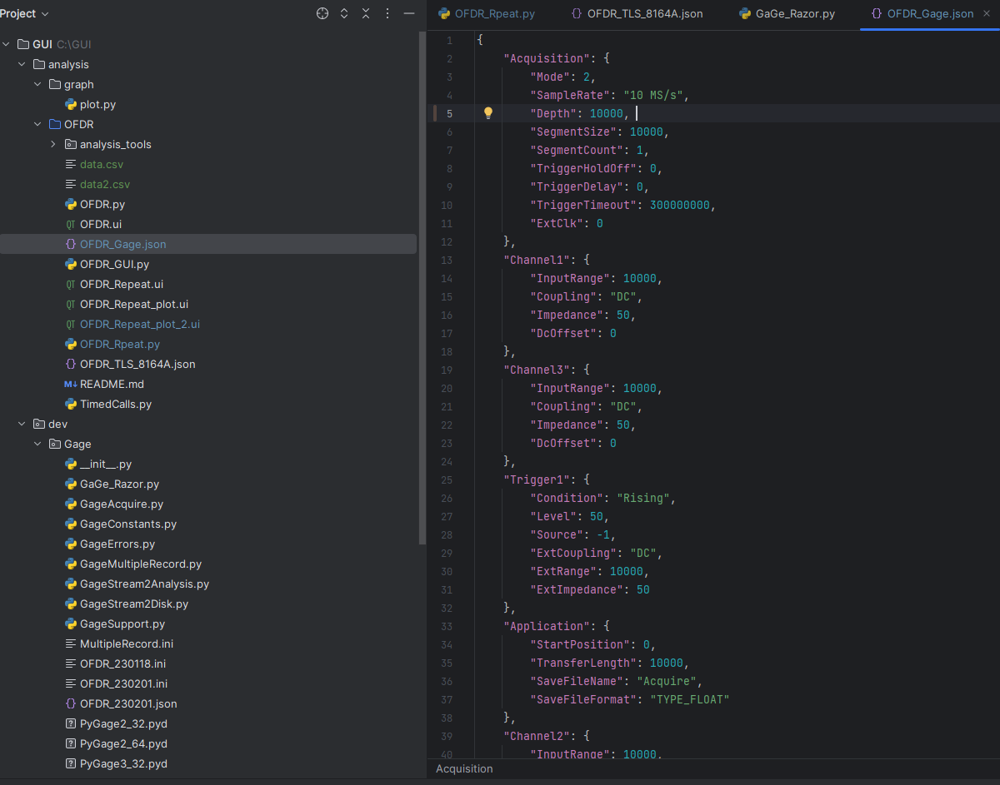 Project
GUI C:\GUI
analysis
graph
plot.py
OFDR
analysis_tools
data.csv
data2.csv
OFDR.py
OFDR.ui
OFDR_Gage.json
OFDR_GUI.py
OFDR_Repeat.ui
OFDR_Repeat_plot.ui
OFDR_Repeat_plot_2.ui
OFDR_Rpeat.py
OFDR_TLS_8164A.json
README.md
TimedCalls.py
dev
Gage
__init__.py
GaGe_Razor.py
GageAcquire.py
GageConstants.py
GageErrors.py
GageMultipleRecord.py
GageStream2Analysis.py
GageStream2Disk.py
GageSupport.py
MultipleRecord.ini
OFDR_230118.ini
OFDR_230201.ini
OFDR_230201.json
PyGage2_32.pyd
PyGage2_64.pyd
PyGage3_32.pyd
OFDR_Rpeat.py OFDR_TLS_8164A.json GaGe_Razor.py OFDR_Gage.json
1 {
2 "Acquisition": {
3 "Mode": 2,
4 "SampleRate": "10 MS/s",
5 "Depth": 10000,
6 "SegmentSize": 10000,
7 "SegmentCount": 1,
8 "TriggerHoldOff": 0,
9 "TriggerDelay": 0,
10 "TriggerTimeout": 300000000,
11 "ExtClk": 0
12 },
13 "Channel1": {
14 "InputRange": 10000,
15 "Coupling": "DC",
16 "Impedance": 50,
17 "DcOffset": 0
18 },
19 "Channel3": {
20 "InputRange": 10000,
21 "Coupling": "DC",
22 "Impedance": 50,
23 "DcOffset": 0
24 },
25 "Trigger1": {
26 "Condition": "Rising",
27 "Level": 50,
28 "Source": -1,
29 "ExtCoupling": "DC",
30 "ExtRange": 10000,
31 "ExtImpedance": 50
32 },
33 "Application": {
34 "StartPosition": 0,
35 "TransferLength": 10000,
36 "SaveFileName": "Acquire",
37 "SaveFileFormat": "TYPE_FLOAT"
38 },
39 "Channel2": {
40 "InputRange": 10000,
Acquisition